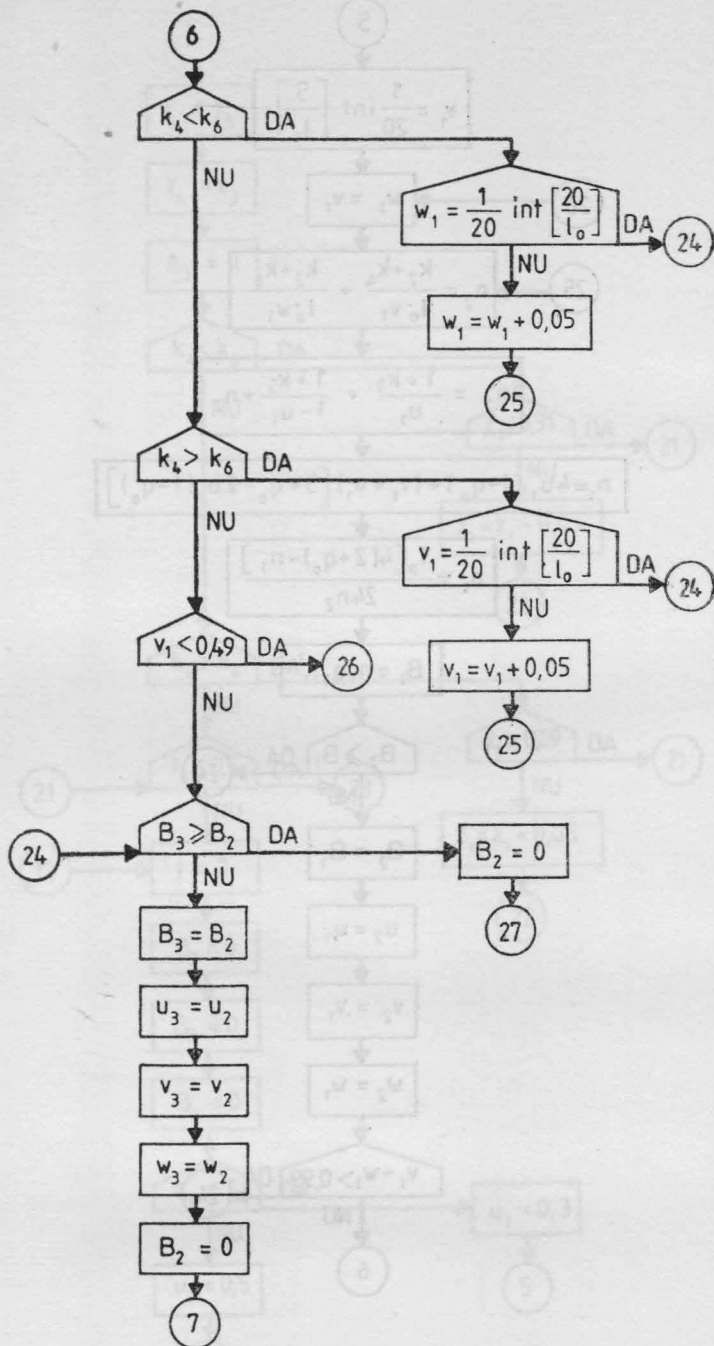 6
k₄<k₆ DA
NU
w₁ = 1/20 int [20/l₀] DA 24
NU
w₁ = w₁ + 0,05
25
k₄ > k₆ DA
NU
v₁ = 1/20 int [20/l₀] DA 24
NU
v₁ < 0,49 DA 26
v₁ = v₁ + 0,05
NU
25
24 B₃ ⩾ B₂ DA B₂ = 0
NU
27
B₃ = B₂
u₃ = u₂
v₃ = v₂
w₃ = w₂
B₂ = 0
7